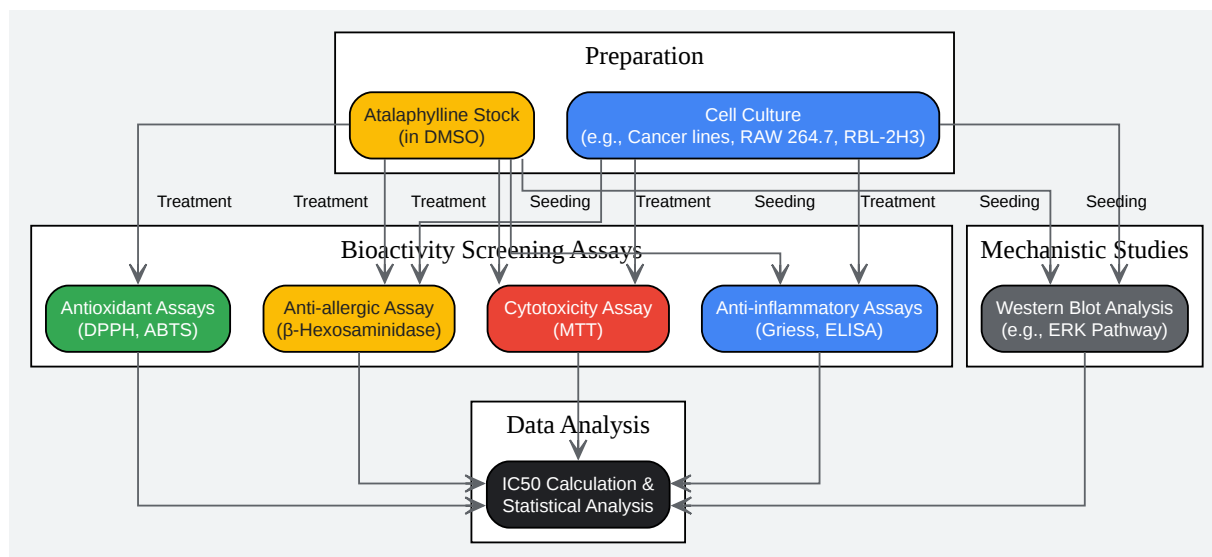 Preparation
Atalaphylline Stock
(in DMSO)
Cell Culture
(e.g., Cancer lines, RAW 264.7, RBL-2H3)
Treatment
Treatment
Treatment
Seeding
Treatment
Seeding
Treatment
Seeding
Seeding
Bioactivity Screening Assays
Mechanistic Studies
Antioxidant Assays
(DPPH, ABTS)
Anti-allergic Assay
(β-Hexosaminidase)
Cytotoxicity Assay
(MTT)
Anti-inflammatory Assays
(Griess, ELISA)
Western Blot Analysis
(e.g., ERK Pathway)
Data Analysis
IC50 Calculation &
Statistical Analysis